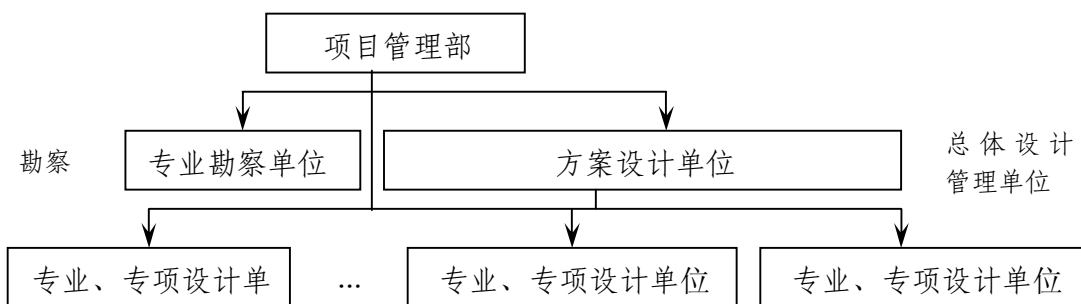 项目管理部
勘察
专业勘察单位
方案设计单位
总体设计
管理单位
专业、专项设计单
...
专业、专项设计单位
专业、专项设计单位